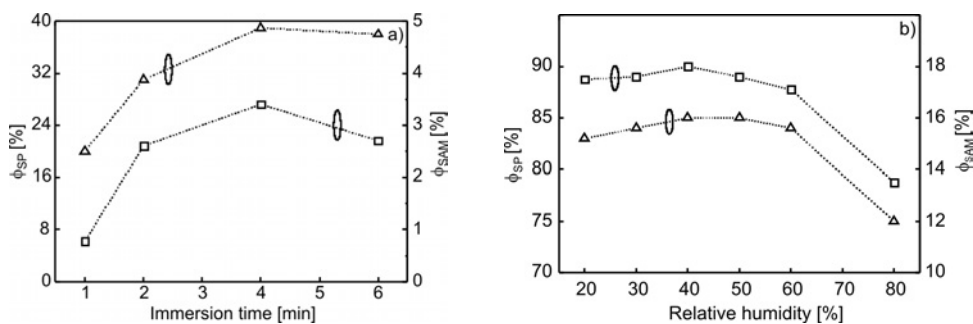 40
32
24
16
8
0
ϕSP [%]
a)
5
4
3
2
1
0
ϕSAM [%]
1 2 3 4 5 6
Immersion time [min]
90
85
80
75
70
ϕSP [%]
b)
18
16
14
12
10
ϕSAM [%]
20 30 40 50 60 70 80
Relative humidity [%]